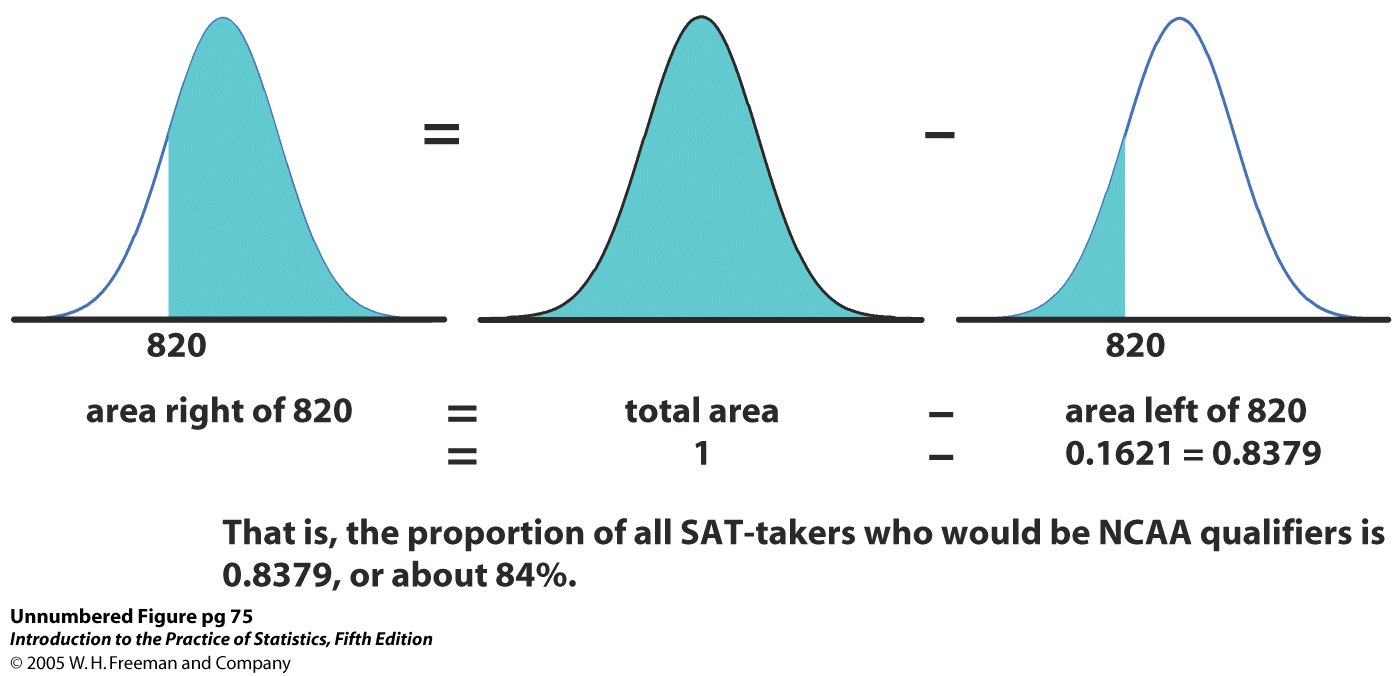 = –
820 820
area right of 820 = total area – area left of 820
= 1 – 0.1621 = 0.8379
That is, the proportion of all SAT-takers who would be NCAA qualifiers is
0.8379, or about 84%.
Unnumbered Figure pg 75
Introduction to the Practice of Statistics, Fifth Edition
© 2005 W. H. Freeman and Company